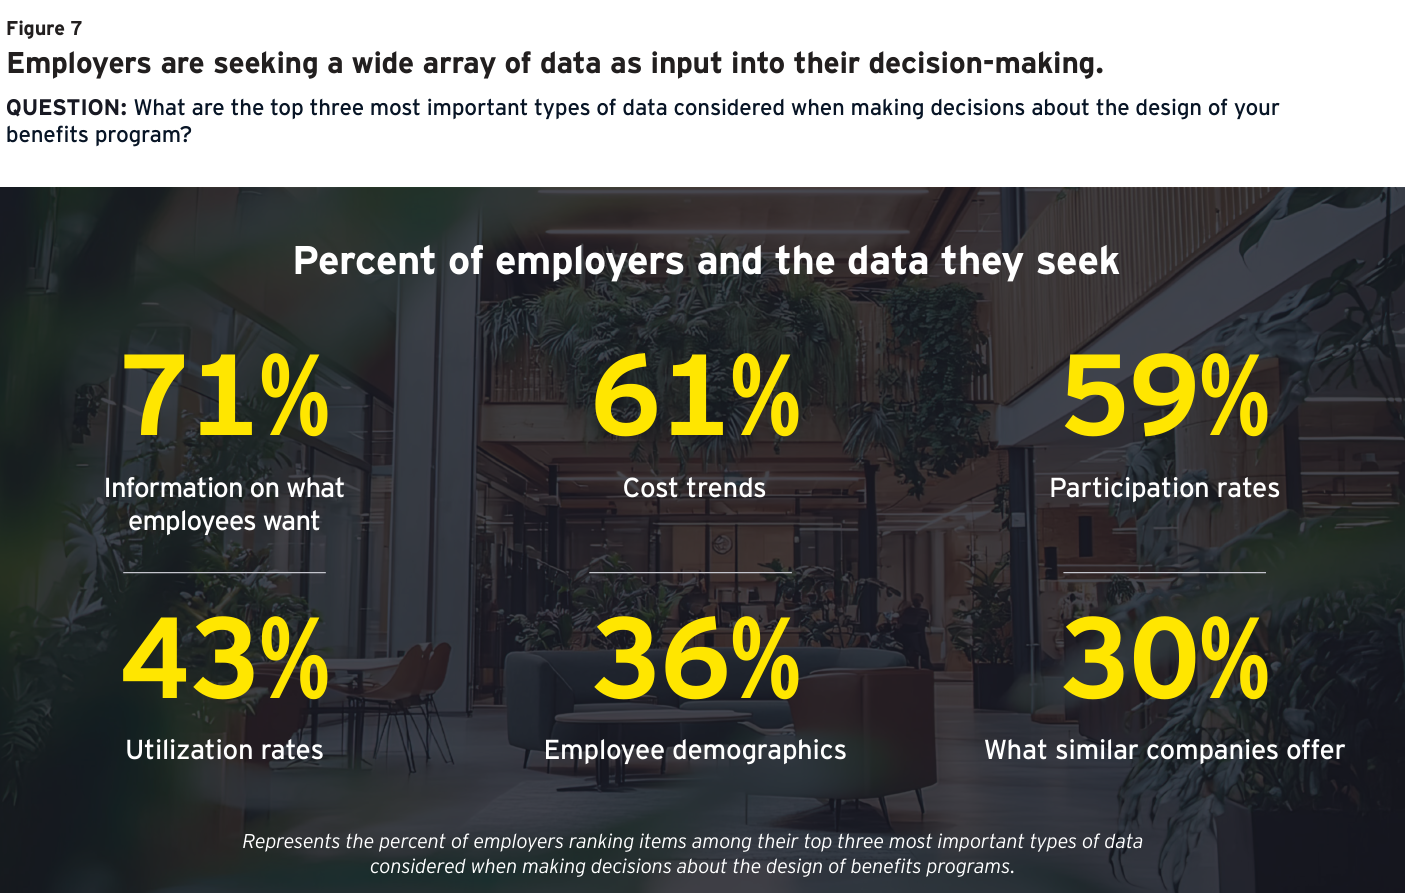 Figure 7
Employers are seeking a wide array of data as input into their decision-making.
QUESTION: What are the top three most important types of data considered when making decisions about the design of your
benefits program?
Percent of employers and the data they seek
71%
Information on what
employees want
61%
Cost trends
59%
Participation rates
43%
Utilization rates
36%
Employee demographics
30%
What similar companies offer
Represents the percent of employers ranking items among their top three most important types of data
considered when making decisions about the design of benefits programs.